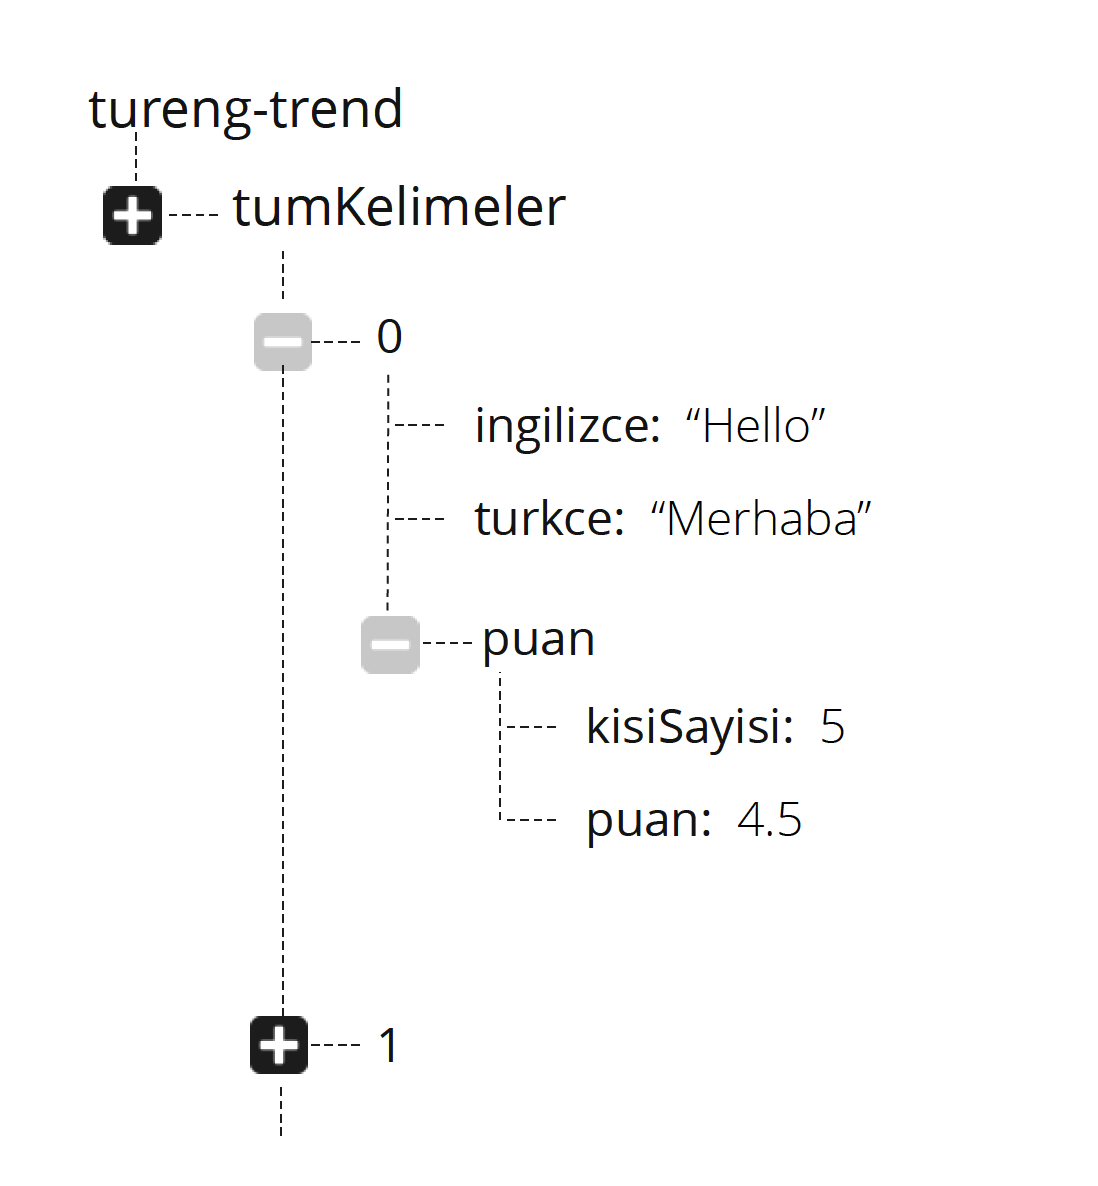 tureng-trend
tumKelimeler
0
ingilizce: “Hello”
turkce: “Merhaba”
puan
kisiSayisi: 5
puan: 4.5
1